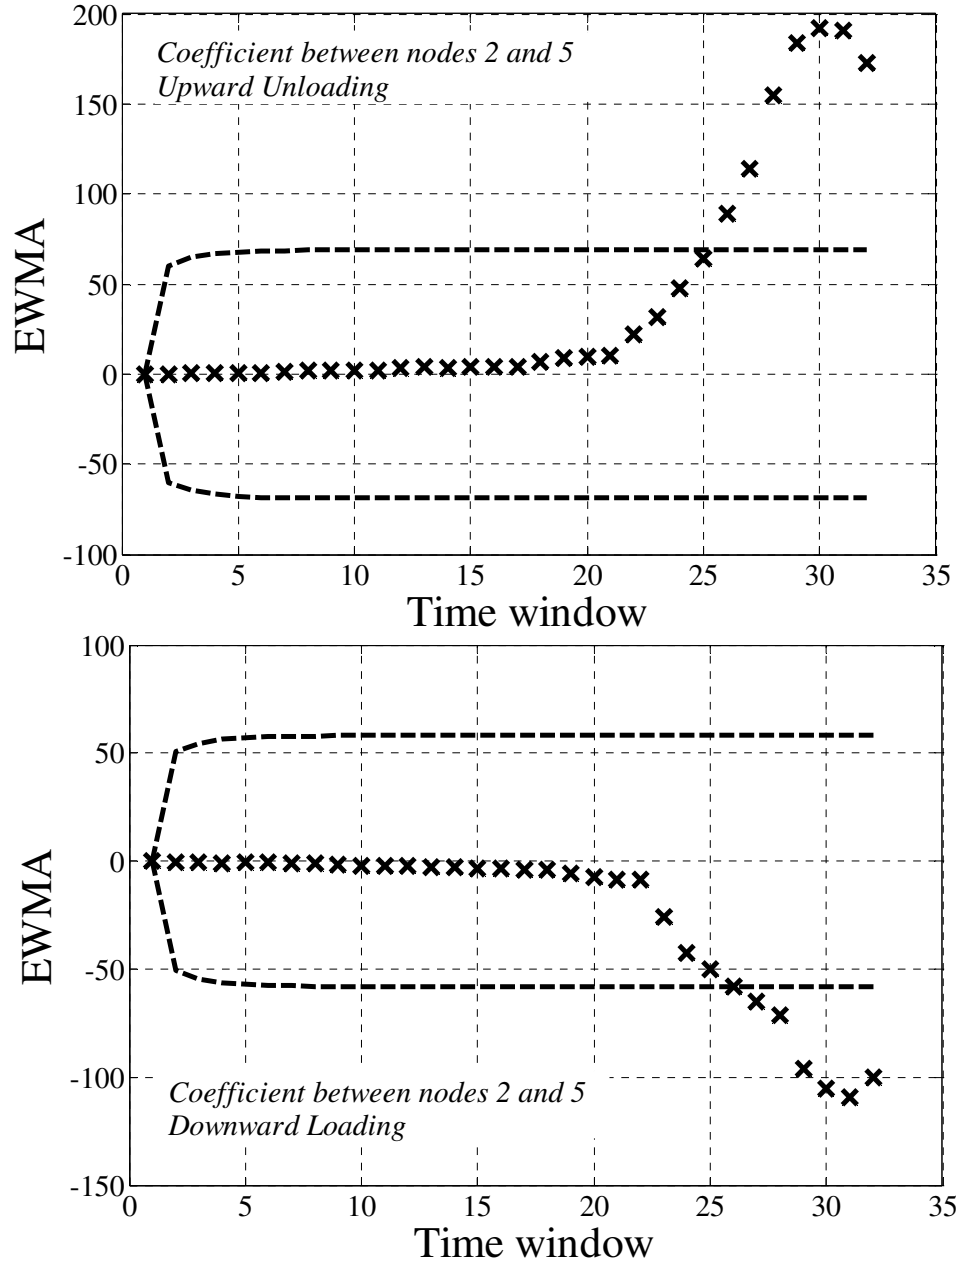 200
Coefficient between nodes 2 and 5
Upward Unloading
150
100
50
0
-50
-100
EWMA
0 5 10 15 20 25 30 35
Time window
100
50
0
-50
-100
-150
EWMA
Coefficient between nodes 2 and 5
Downward Loading
0 5 10 15 20 25 30 35
Time window